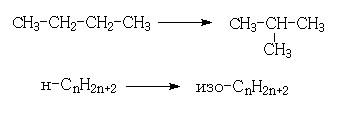 CH₃-CH₂-CH₂-CH₃ → CH₃-CH-CH₃
CH₃
н-CₙH₂ₙ₊₂ → изо-CₙH₂ₙ₊₂